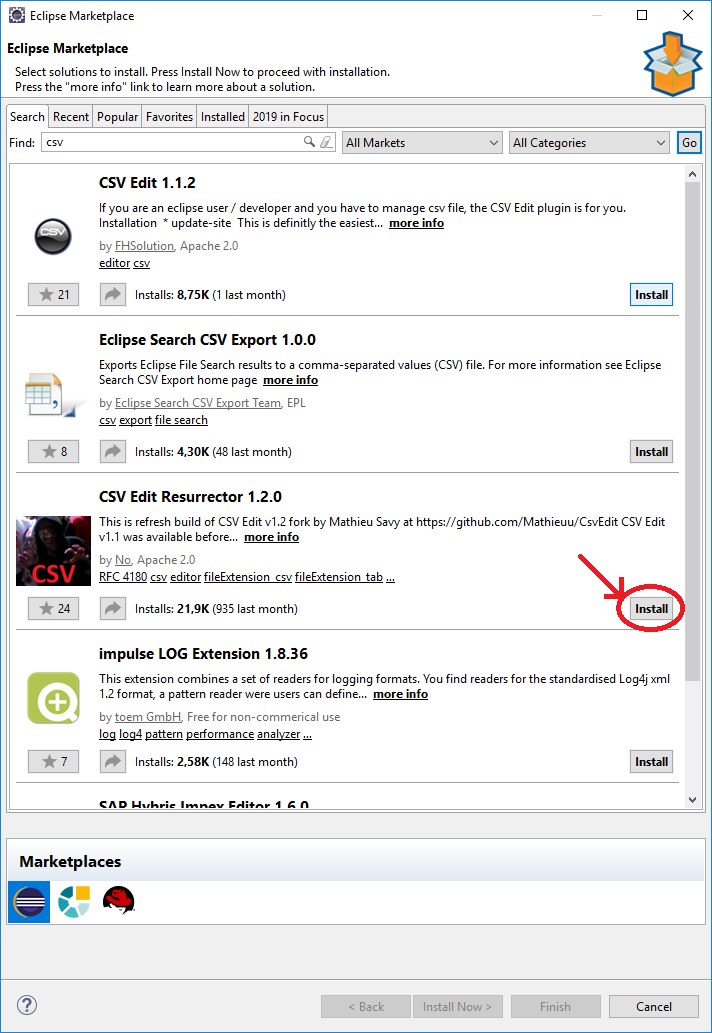 Eclipse Marketplace
Eclipse Marketplace
Select solutions to install. Press Install Now to proceed with installation.
Press the "more info" link to learn more about a solution.
Search Recent Popular Favorites Installed 2019 in Focus
Find: csv All Markets All Categories Go
CSV Edit 1.1.2
If you are an eclipse user / developer and you have to manage csv file, the CSV Edit plugin is for you.
Installation * update-site This is definitly the easiest... more info
CSV
by FHSolution, Apache 2.0
editor csv
21 Installs: 8,75K (1 last month) Install
Eclipse Search CSV Export 1.0.0
Exports Eclipse File Search results to a comma-separated values (CSV) file. For more information see Eclipse
Search CSV Export home page more info
by Eclipse Search CSV Export Team, EPL
csv export file search
8 Installs: 4,30K (48 last month) Install
CSV Edit Resurrector 1.2.0
This is refresh build of CSV Edit v1.2 fork by Mathieu Savy at https://github.com/Mathieuu/CsvEdit CSV Edit
v1.1 was available before... more info
by No, Apache 2.0
CSV
RFC 4180 csv editor fileExtension_csv fileExtension_tab ...
24 Installs: 21,9K (935 last month) Install
impulse LOG Extension 1.8.36
This extension combines a set of readers for logging formats. You find readers for the standardised Log4j xml
1.2 format, a pattern reader were users can define... more info
by toem GmbH, Free for non-commerical use
log log4 pattern performance analyzer ...
7 Installs: 2,58K (148 last month) Install
SAP Hybris Impex Editor 1.6.0
Marketplaces
? < Back Install Now > Finish Cancel